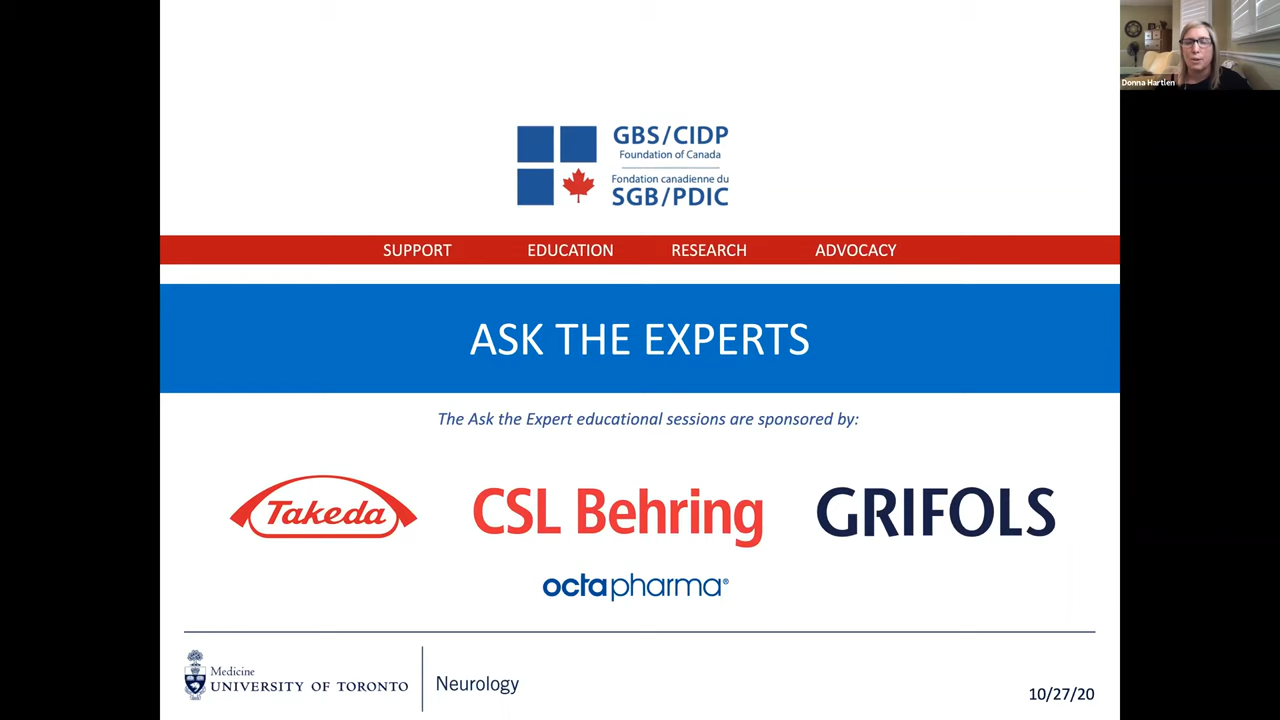 Donna Hartlen
GBS/CIDP
Foundation of Canada
Fondation canadienne du
SGB/PDIC
SUPPORT EDUCATION RESEARCH ADVOCACY
ASK THE EXPERTS
The Ask the Expert educational sessions are sponsored by:
Takeda CSL Behring GRIFOLS
octapharma®
Medicine
UNIVERSITY OF TORONTO
Neurology
10/27/20